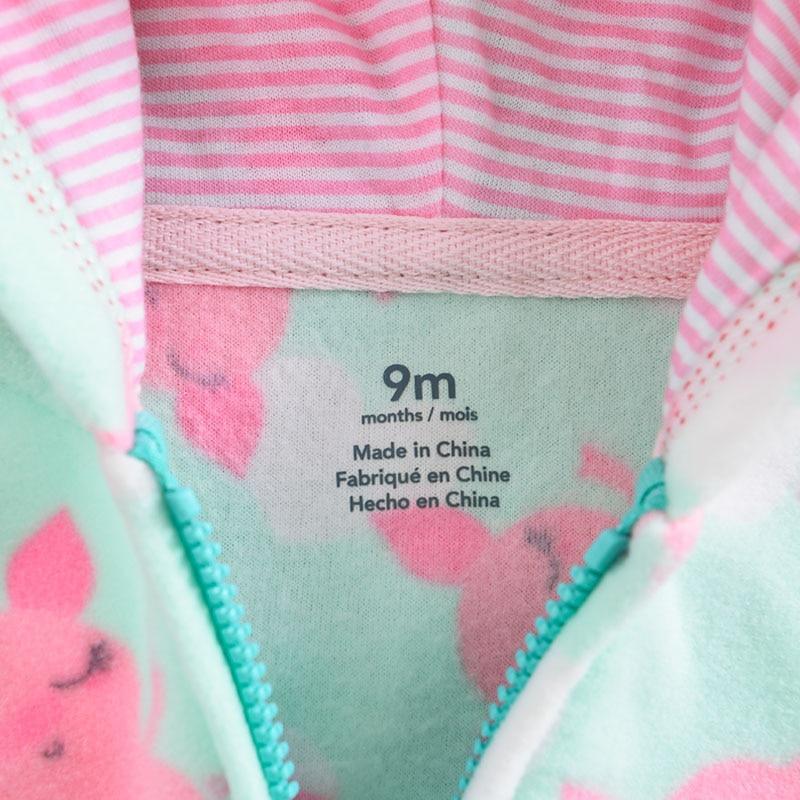 9m
months / mois
Made in China
Fabriqué en Chine
Hecho en China